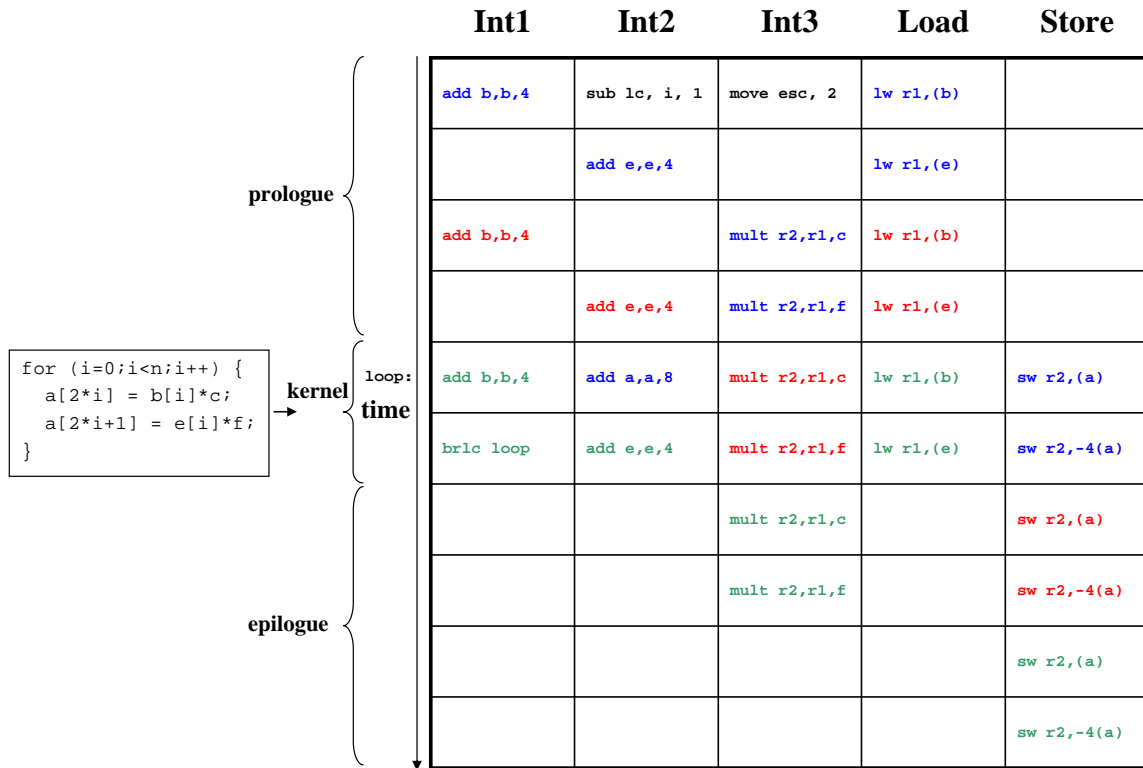 Int1 Int2 Int3 Load Store
add b,b,4 sub lc, i, 1 move esc, 2 lw r1,(b)
add e,e,4 lw r1,(e)
prologue
add b,b,4 mult r2,r1,c lw r1,(b)
add e,e,4 mult r2,r1,f lw r1,(e)
for (i=0;i<n;i++) {
a[2*i] = b[i]*c;
a[2*i+1] = e[i]*f;
}
kernel
loop:
time
add b,b,4 add a,a,8 mult r2,r1,c lw r1,(b) sw r2,(a)
brlc loop add e,e,4 mult r2,r1,f lw r1,(e) sw r2,-4(a)
mult r2,r1,c sw r2,(a)
mult r2,r1,f sw r2,-4(a)
epilogue
sw r2,(a)
sw r2,-4(a)